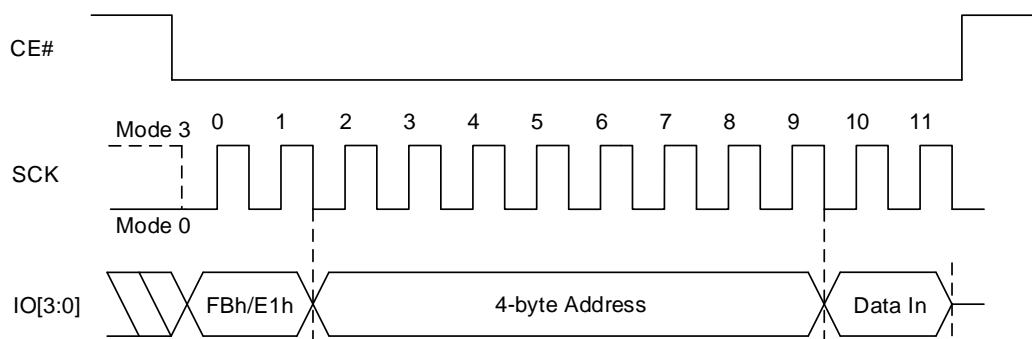 CE#
Mode 3
0 1 2 3 4 5 6 7 8 9 10 11
SCK
Mode 0
IO[3:0]
FBh/E1h
4-byte Address
Data In